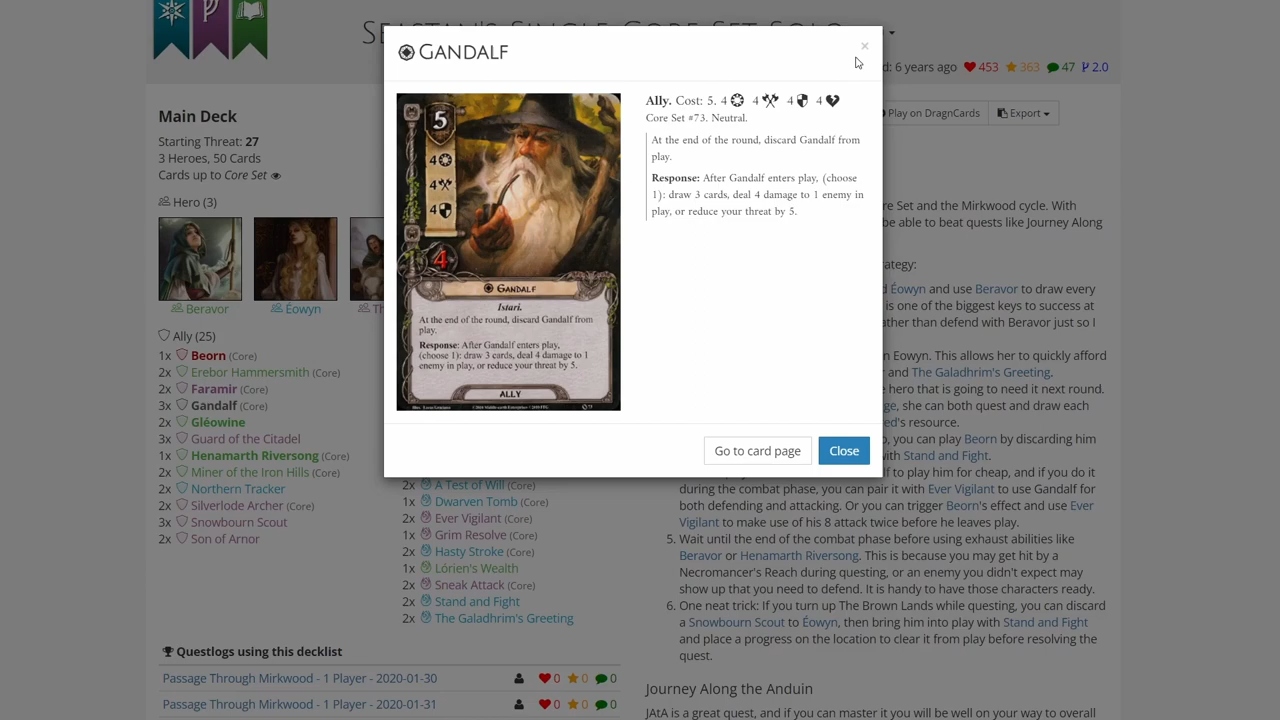 SEASTAN'S SINGLE CORE SET SOLO
6 years ago 453 363 47 2.0
GANDALF
×
Main Deck
Starting Threat: 27
3 Heroes, 50 Cards
Cards up to Core Set
Hero (3)
Beravor Éowyn Th
Ally (25)
1x Beorn (Core)
2x Erebor Hammersmith (Core)
2x Faramir (Core)
3x Gandalf (Core)
2x Gléowine
3x Guard of the Citadel
1x Henamarth Riversong (Core)
2x Miner of the Iron Hills (Core)
2x Northern Tracker
2x Silverlode Archer (Core)
3x Snowbourn Scout
2x Son of Arnor
5
4
4
4
4
GANDALF
Istari.
At the end of the round, discard Gandalf from
play.
Response: After Gandalf enters play,
(choose 1): draw 3 cards, deal 4 damage to 1
enemy in play, or reduce your threat by 5.
ALLY
Ally. Cost: 5. 4 4 4 4
Core Set #73. Neutral.
At the end of the round, discard Gandalf from
play.
Response: After Gandalf enters play, (choose
1): draw 3 cards, deal 4 damage to 1 enemy in
play, or reduce your threat by 5.
Go to card page Close
2x A Test of Will (Core)
1x Dwarven Tomb (Core)
2x Ever Vigilant (Core)
1x Grim Resolve (Core)
2x Hasty Stroke (Core)
1x Lórien's Wealth
2x Sneak Attack (Core)
2x Stand and Fight
2x The Galadhrim's Greeting
Questlogs using this decklist
Passage Through Mirkwood - 1 Player - 2020-01-30 0 0 0
Passage Through Mirkwood - 1 Player - 2020-01-31 0 0 0
Play on DragnCards Export
re Set and the Mirkwood cycle. With
be able to beat quests like Journey Along
ategy:
d Éowyn and use Beravor to draw every
is one of the biggest keys to success at
ather than defend with Beravor just so I
n Eowyn. This allows her to quickly afford
r and The Galadhrim's Greeting.
hero that is going to need it next round.
ge, she can both quest and draw each
ed's resource.
o, you can play Beorn by discarding him
with Stand and Fight.
lf to play him for cheap, and if you do it
during the combat phase, you can pair it with Ever Vigilant to use Gandalf for
both defending and attacking. Or you can trigger Beorn's effect and use Ever
Vigilant to make use of his 8 attack twice before he leaves play.
5. Wait until the end of the combat phase before using exhaust abilities like
Beravor or Henamarth Riversong. This is because you may get hit by a
Necromancer's Reach during questing, or an enemy you didn't expect may
show up that you need to defend. It is handy to have those characters ready.
6. One neat trick: If you turn up The Brown Lands while questing, you can discard
a Snowbourn Scout to Éowyn, then bring him into play with Stand and Fight
and place a progress on the location to clear it from play before resolving the
quest.
Journey Along the Anduin
JAtA is a great quest, and if you can master it you will be well on your way to overall